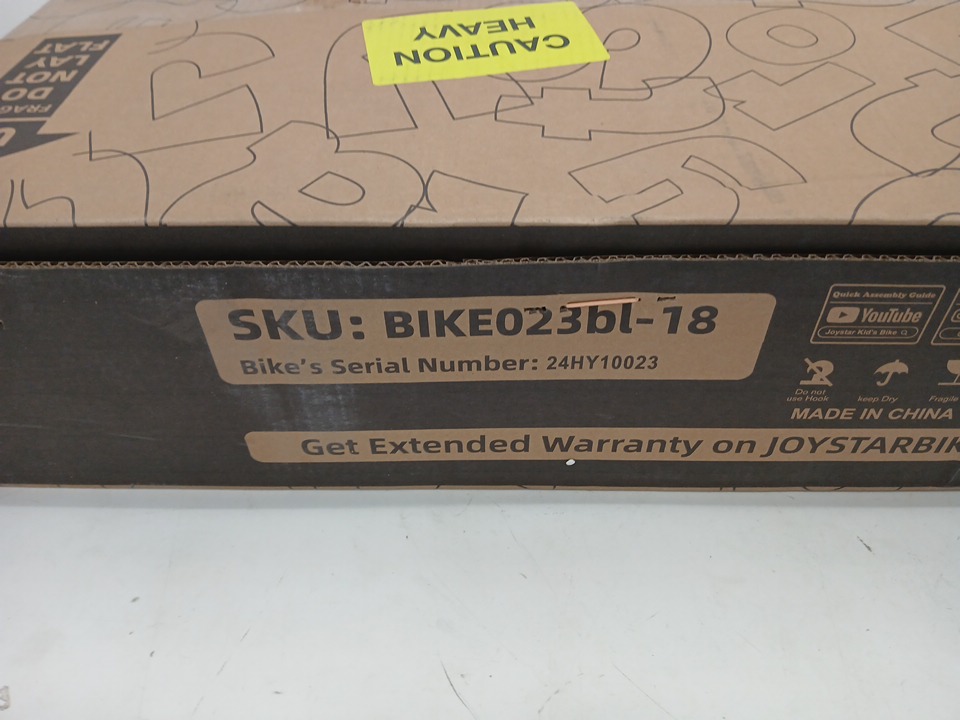 CAUTION
HEAVY
FRAG
DO
NOT
LAY
FLAT
SKU: BIKE023bl-18
Bike's Serial Number: 24HY10023
Quick Assembly Guide
YouTube
Joystar Kid's Bike
Do not
use Hook
keep Dry
Fragile
MADE IN CHINA
Get Extended Warranty on JOYSTARBIK